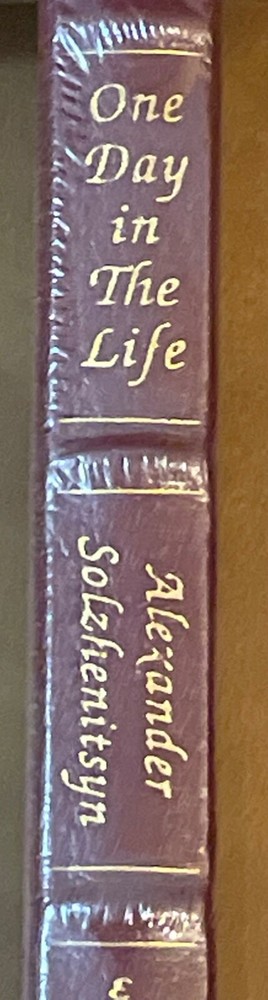 One
Day
in
The
Life
Alexander
Solzhenitsyn